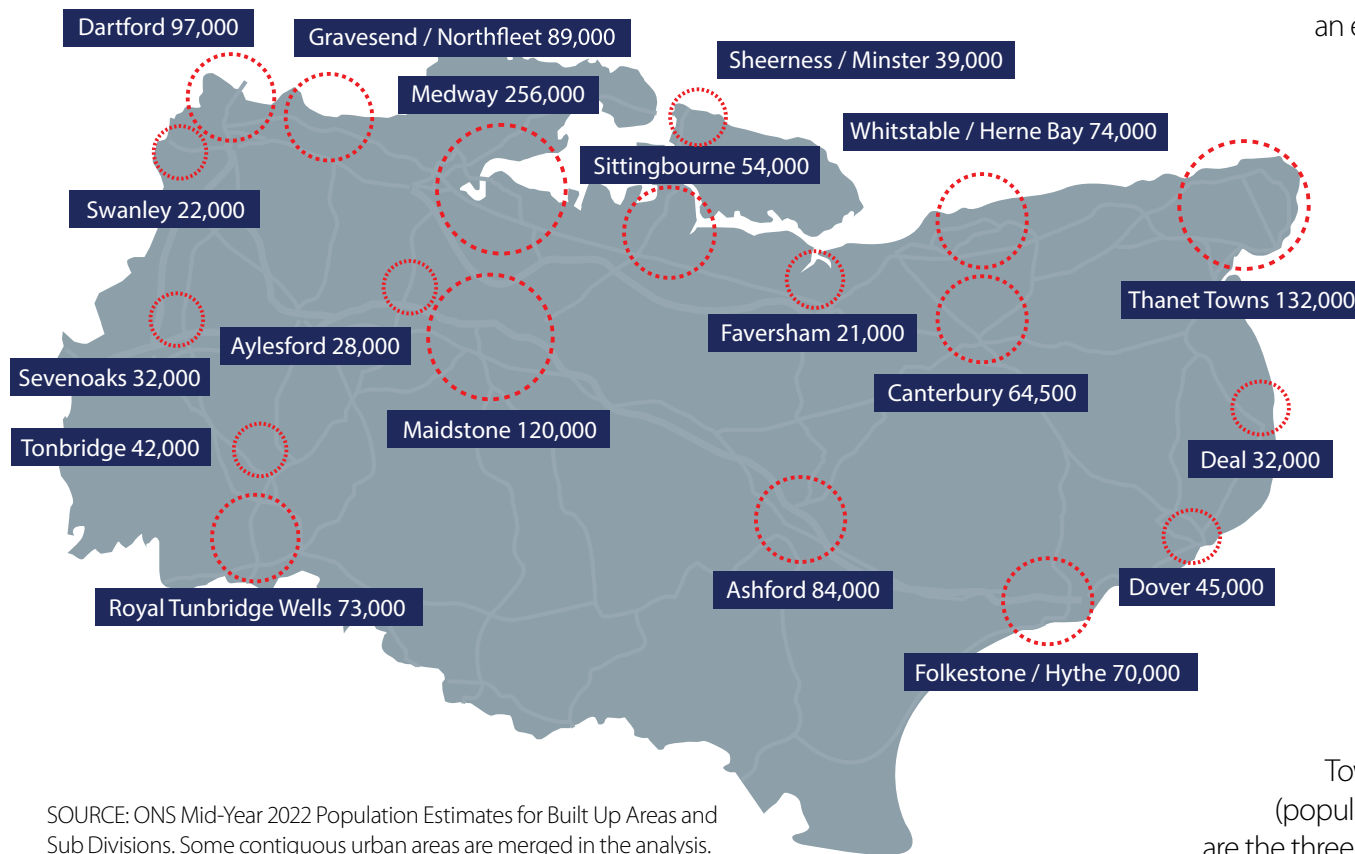 an e
Dartford 97,000
Gravesend / Northfleet 89,000
Sheerness / Minster 39,000
Medway 256,000
Whitstable / Herne Bay 74,000
Sittingbourne 54,000
Swanley 22,000
Thanet Towns 132,000
Faversham 21,000
Aylesford 28,000
Sevenoaks 32,000
Canterbury 64,500
Maidstone 120,000
Tonbridge 42,000
Deal 32,000
Ashford 84,000
Dover 45,000
Royal Tunbridge Wells 73,000
Folkestone / Hythe 70,000
Tow
(popul
are the three
SOURCE: ONS Mid-Year 2022 Population Estimates for Built Up Areas and
Sub Divisions. Some contiguous urban areas are merged in the analysis.